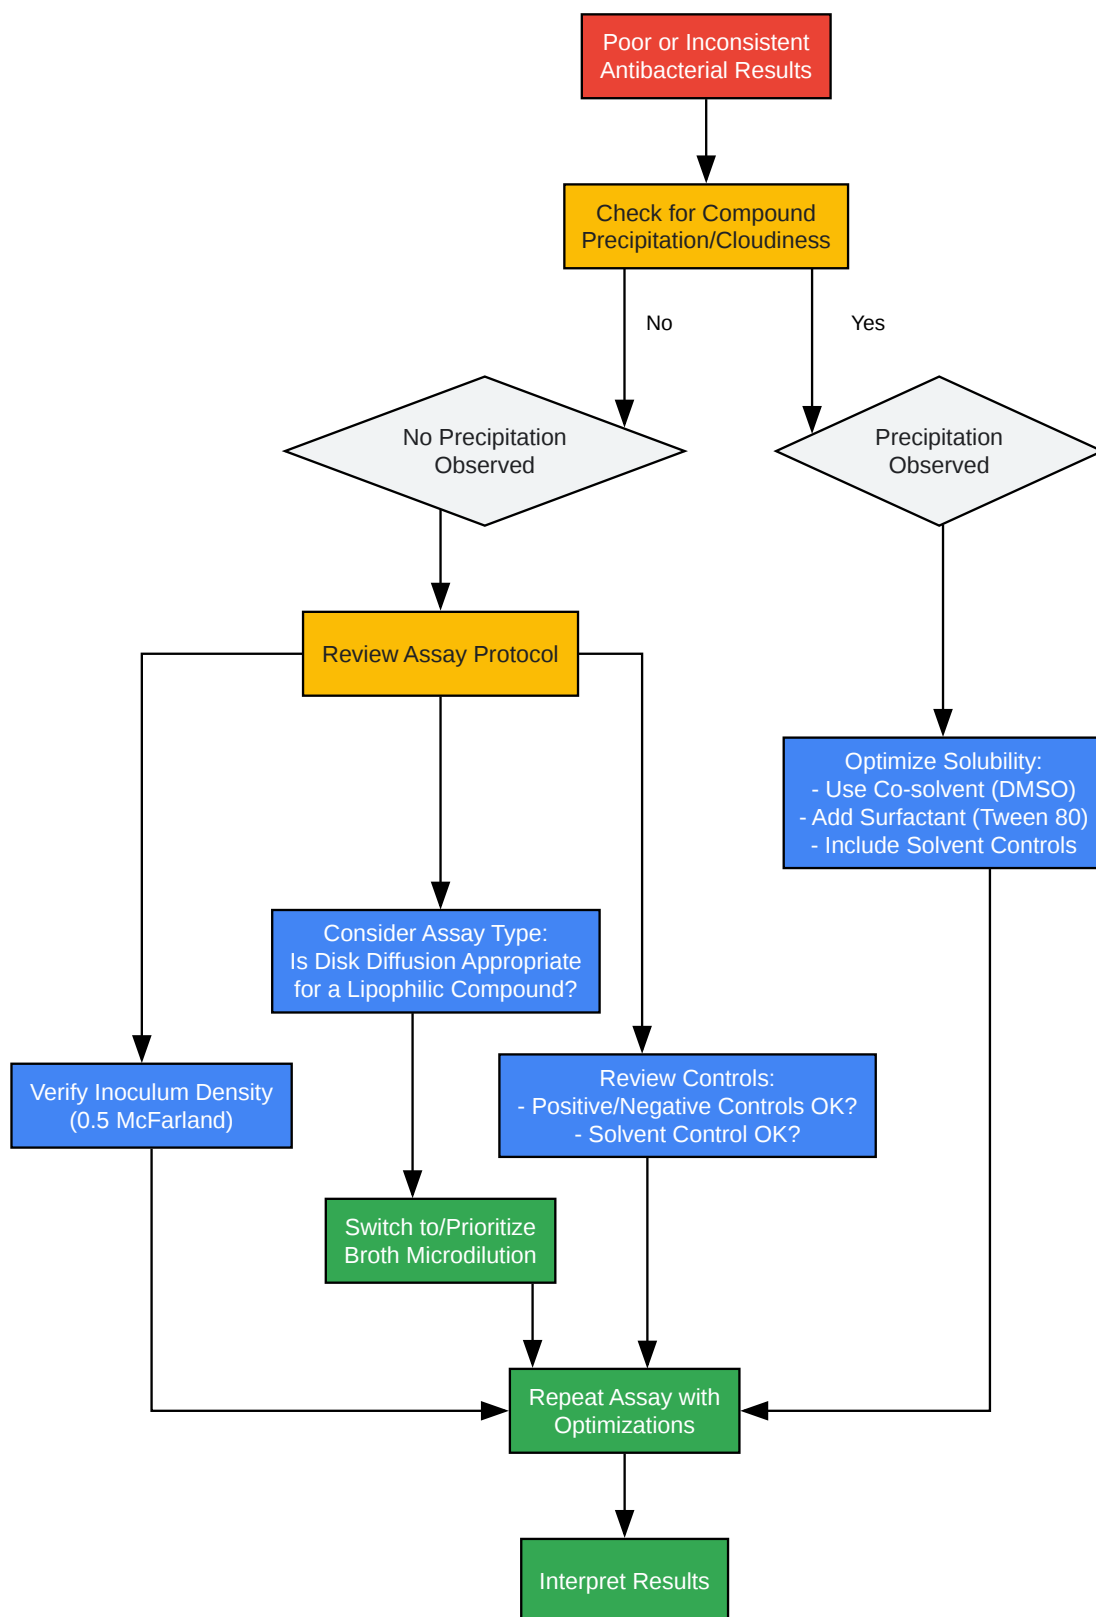 Poor or Inconsistent
Antibacterial Results
Check for Compound
Precipitation/Cloudiness
No
Yes
No Precipitation
Observed
Precipitation
Observed
Review Assay Protocol
Optimize Solubility:
- Use Co-solvent (DMSO)
- Add Surfactant (Tween 80)
- Include Solvent Controls
Consider Assay Type:
Is Disk Diffusion Appropriate
for a Lipophilic Compound?
Verify Inoculum Density
(0.5 McFarland)
Review Controls:
- Positive/Negative Controls OK?
- Solvent Control OK?
Switch to/Prioritize
Broth Microdilution
Repeat Assay with
Optimizations
Interpret Results